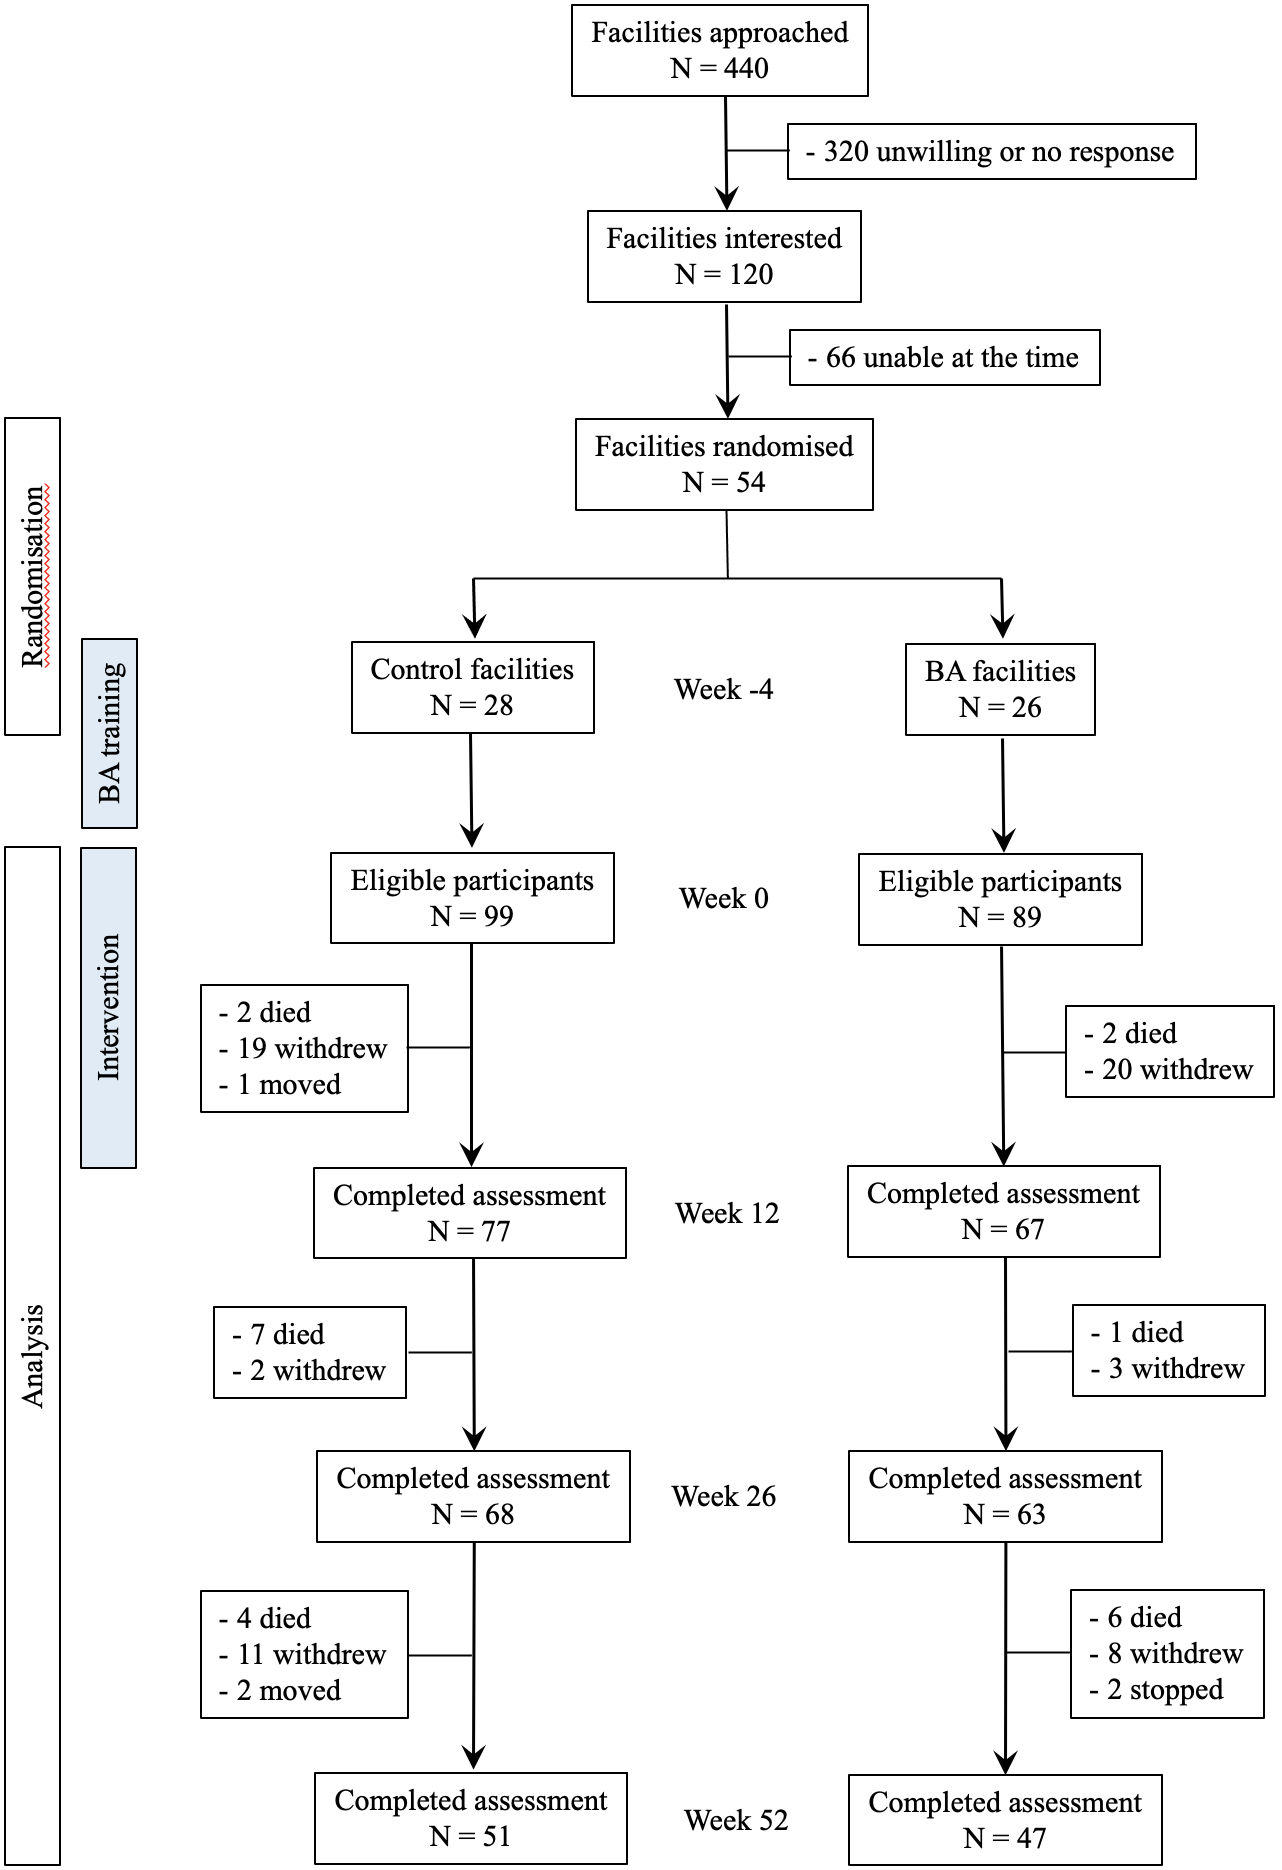 Facilities approached
N = 440
- 320 unwilling or no response
Facilities interested
N = 120
- 66 unable at the time
Facilities randomised
N = 54
Randomisation
BA training
Control facilities
N = 28
Week -4
BA facilities
N = 26
Analysis
Intervention
Eligible participants
N = 99
Week 0
Eligible participants
N = 89
- 2 died
- 19 withdrew
- 1 moved
- 2 died
- 20 withdrew
Completed assessment
N = 77
Week 12
Completed assessment
N = 67
- 7 died
- 2 withdrew
- 1 died
- 3 withdrew
Completed assessment
N = 68
Week 26
Completed assessment
N = 63
- 4 died
- 11 withdrew
- 2 moved
- 6 died
- 8 withdrew
- 2 stopped
Completed assessment
N = 51
Week 52
Completed assessment
N = 47